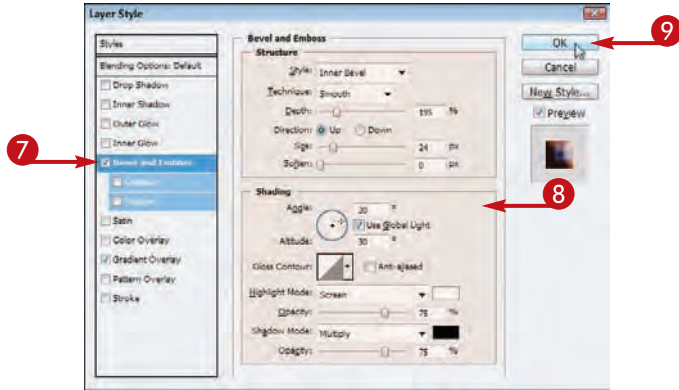 Layer Style
Styles
Blending Options: Default
Drop Shadow
Inner Shadow
Outer Glow
Inner Glow
Bevel and Emboss
Contour
Texture
Satin
Color Overlay
Gradient Overlay
Pattern Overlay
Stroke
Bevel and Emboss
Structure
Style: Inner Bevel
Technique: Smooth
Depth: 195 %
Direction: Up Down
Size: 24 px
Soften: 0 px
Shading
Angle: °
Use Global Light
Altitude: 30 °
Gloss Contour: Anti-aliased
Highlight Mode: Screen
Opacity: 75 %
Shadow Mode: Multiply
Opacity: 75 %
OK
Cancel
New Style...
Preview
7
8
9